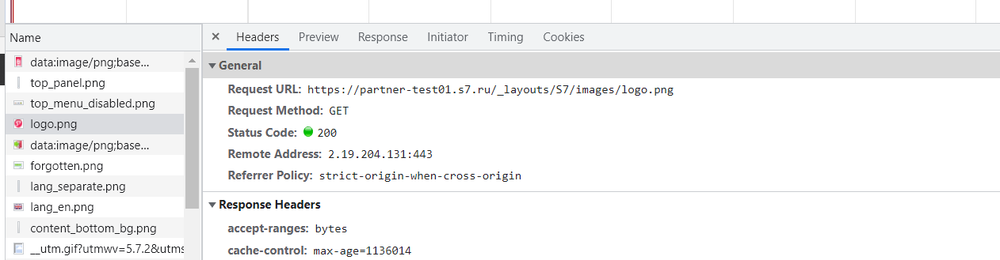 Name
data:image/png;base...
top_panel.png
top_menu_disabled.png
logo.png
data:image/png;base...
forgotten.png
lang_separate.png
lang_en.png
content_bottom_bg.png
__utm.gif?utmwv=5.7.2&utms
× Headers Preview Response Initiator Timing Cookies
▼ General
Request URL: https://partner-test01.s7.ru/_layouts/S7/images/logo.png
Request Method: GET
Status Code: 200
Remote Address: 2.19.204.131:443
Referrer Policy: strict-origin-when-cross-origin
▼ Response Headers
accept-ranges: bytes
cache-control: max-age=1136014